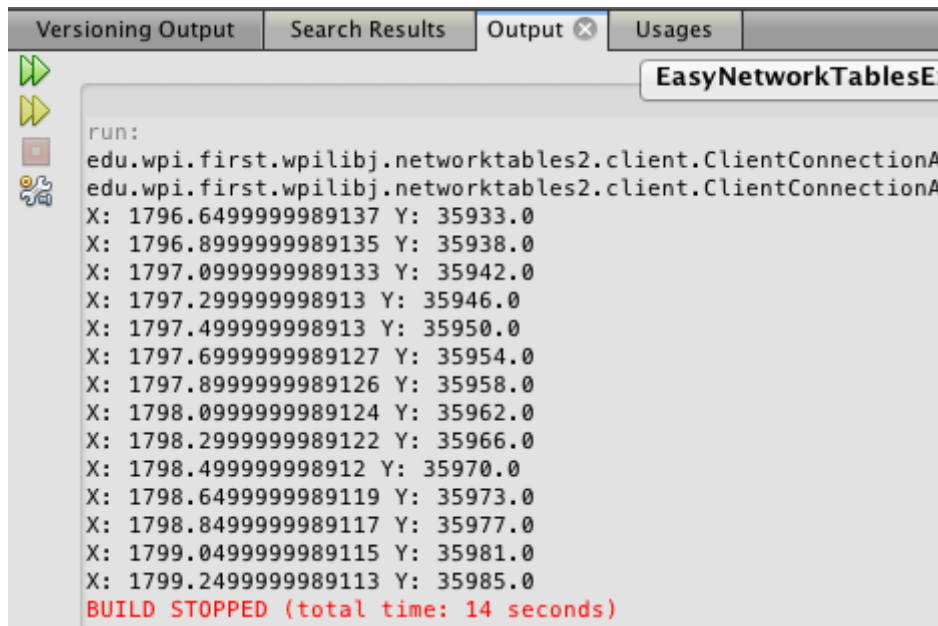 Versioning Output Search Results Output Usages
EasyNetworkTablesE
run:
edu.wpi.first.wpilibj.networktables2.client.ClientConnectionA
edu.wpi.first.wpilibj.networktables2.client.ClientConnectionA
X: 1796.6499999989137 Y: 35933.0
X: 1796.8999999989135 Y: 35938.0
X: 1797.0999999989133 Y: 35942.0
X: 1797.299999998913 Y: 35946.0
X: 1797.499999998913 Y: 35950.0
X: 1797.6999999989127 Y: 35954.0
X: 1797.8999999989126 Y: 35958.0
X: 1798.0999999989124 Y: 35962.0
X: 1798.2999999989122 Y: 35966.0
X: 1798.499999998912 Y: 35970.0
X: 1798.6499999989119 Y: 35973.0
X: 1798.8499999989117 Y: 35977.0
X: 1799.0499999989115 Y: 35981.0
X: 1799.2499999989113 Y: 35985.0
BUILD STOPPED (total time: 14 seconds)